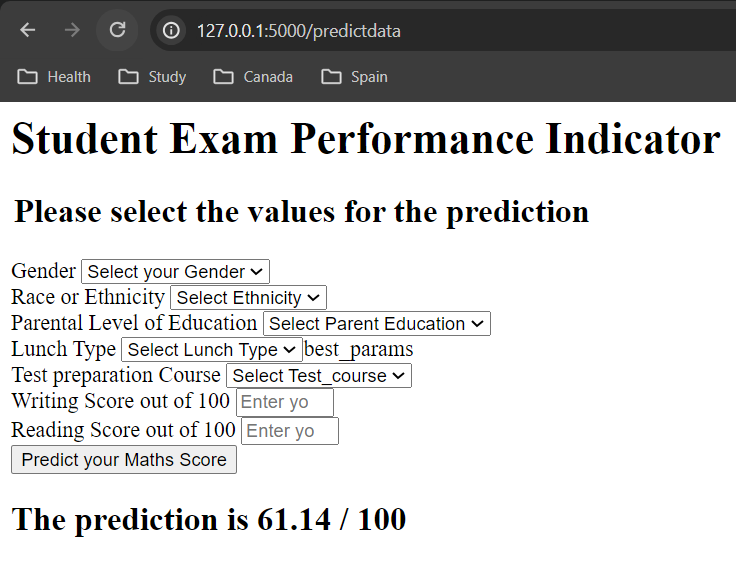 127.0.0.1:5000/predictdata
Health Study Canada Spain
Student Exam Performance Indicator
Please select the values for the prediction
Gender Select your Gender
Race or Ethnicity Select Ethnicity
Parental Level of Education Select Parent Education
Lunch Type Select Lunch Type best_params
Test preparation Course Select Test_course
Writing Score out of 100 Enter yo
Reading Score out of 100 Enter yo
Predict your Maths Score
The prediction is 61.14 / 100